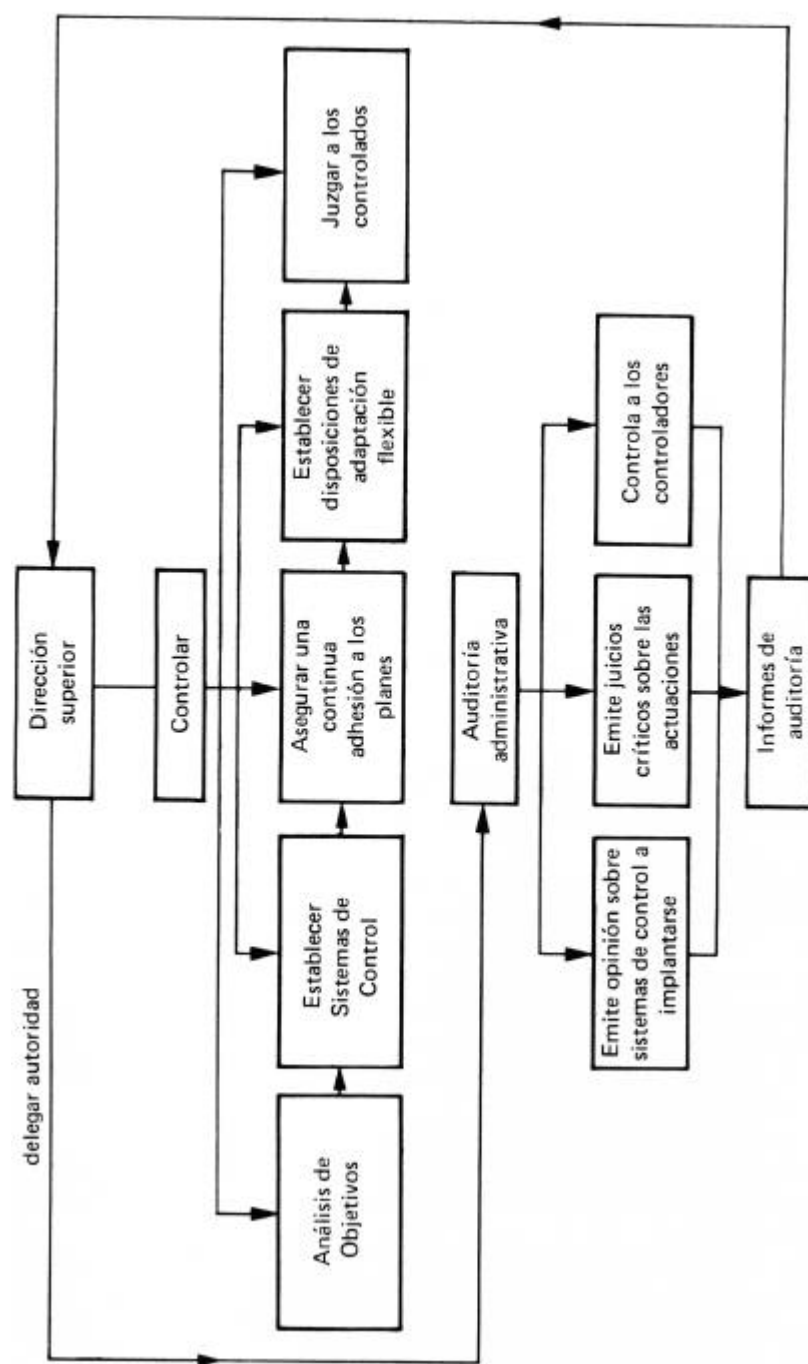 delegar autoridad
Dirección
superior
Controlar
Análisis de
Objetivos
Establecer
Sistemas de
Control
Asegurar una
continua
adhesión a los
planes
Establecer
disposiciones de
adaptación
flexible
Juzgar a los
controlados
Auditoría
administrativa
Emite opinión sobre
sistemas de control a
implantarse
Emite juicios
críticos sobre las
actuaciones
Controla a los
controladores
Informes de
auditoría